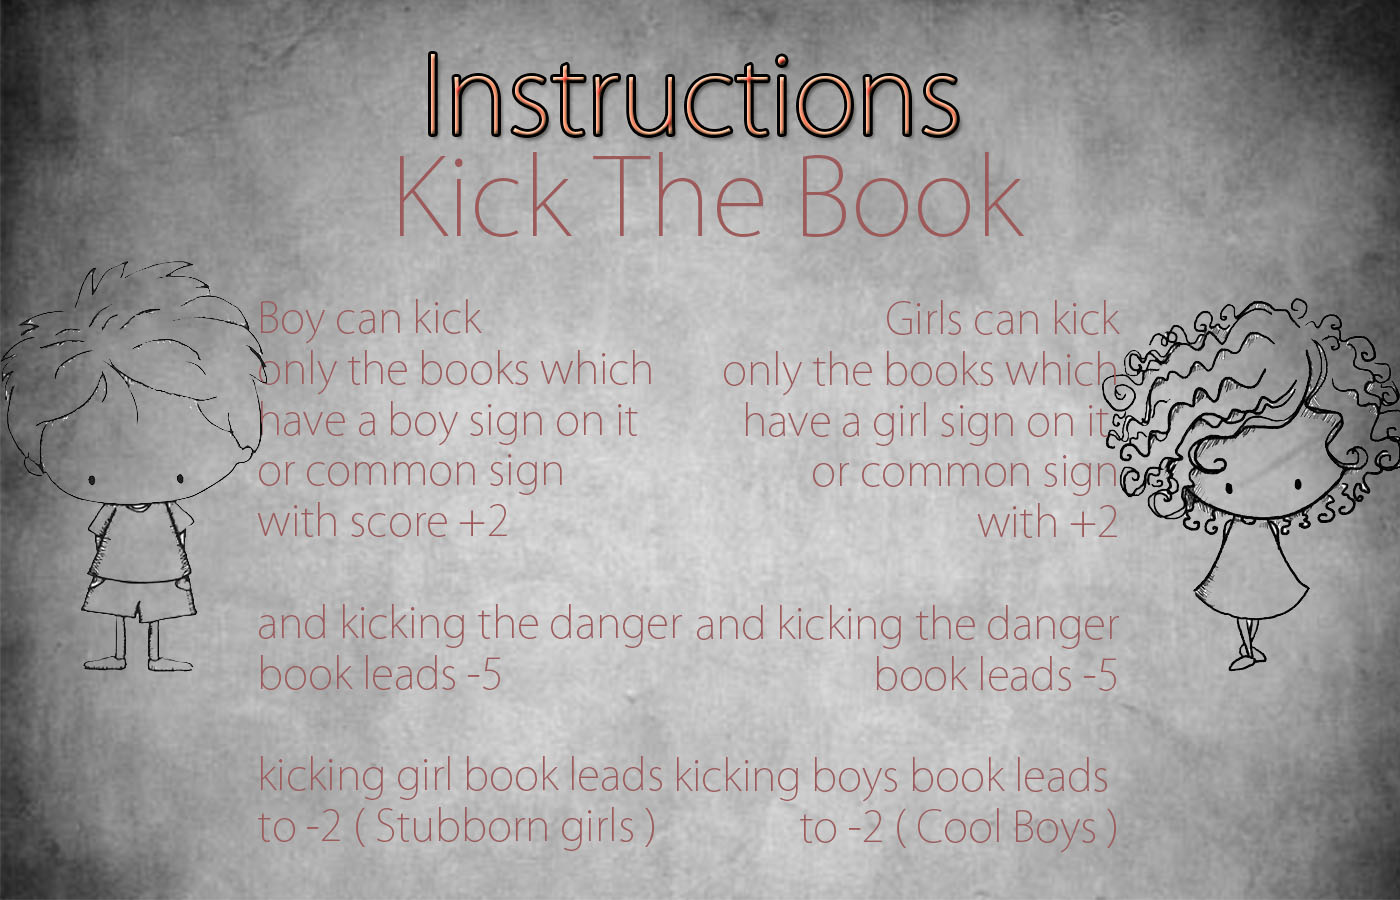 Instructions
Kick The Book
Boy can kick
only the books which
have a boy sign on it
or common sign
with score +2
and kicking the danger
book leads -5
kicking girl book leads
to -2 ( Stubborn girls )
Girls can kick
only the books which
have a girl sign on it
or common sign
with +2
and kicking the danger
book leads -5
kicking boys book leads
to -2 ( Cool Boys )